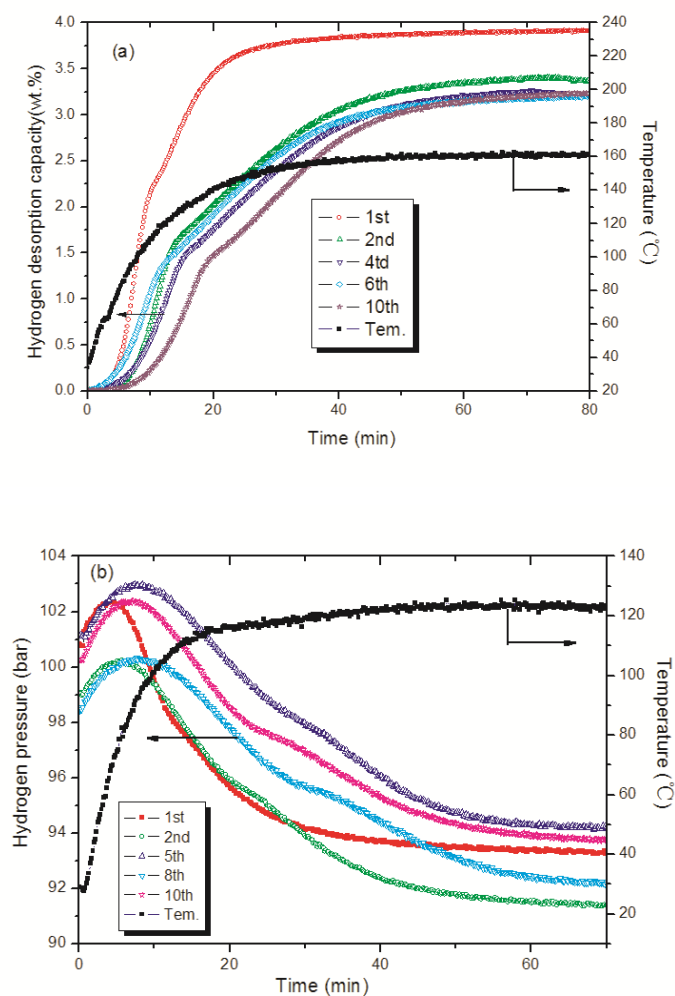 (a)
4.0
3.5
3.0
2.5
2.0
1.5
1.0
0.5
0.0
Hydrogen desoption capacity(wt.%)
240
220
200
180
160
140
120
100
80
60
40
20
Temperature (℃)
1st
2nd
4td
6th
10th
Tem.
0 20 40 60 80
Time (min)
(b)
104
102
100
98
96
94
92
90
Hydrogen pressure (bar)
140
120
100
80
60
40
20
Temperature (℃)
1st
2nd
5th
8th
10th
Tem.
0 20 40 60
Time (min)